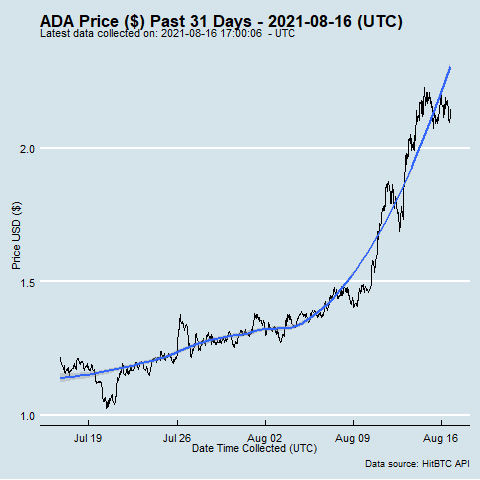 ADA Price ($) Past 31 Days - 2021-08-16 (UTC)
Latest data collected on: 2021-08-16 17:00:06  - UTC
2.0
1.5
1.0
Price USD ($)
Jul 19 Jul 26 Aug 02 Aug 09 Aug 16
Date Time Collected (UTC)
Data source: HitBTC API